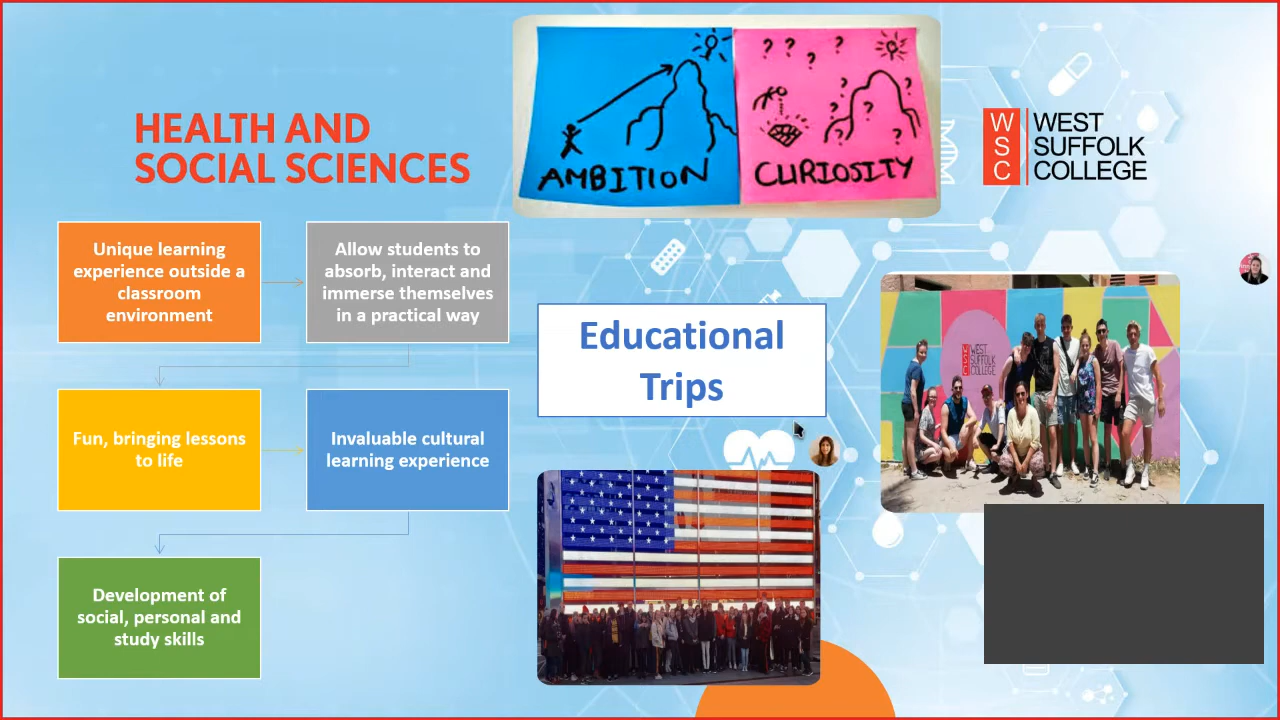 AMBITION
CURIOSITY
HEALTH AND
SOCIAL SCIENCES
WSC
WEST
SUFFOLK
COLLEGE
Unique learning
experience outside a
classroom
environment
Allow students to
absorb, interact and
immerse themselves
in a practical way
Educational
Trips
WSC
WEST
SUFFOLK
COLLEGE
Fun, bringing lessons
to life
Invaluable cultural
learning experience
Development of
social, personal and
study skills